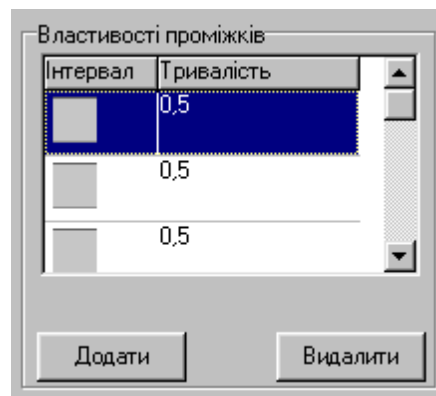 Властивості проміжків
Інтервал Тривалість
0,5
0,5
0,5
Додати Видалити